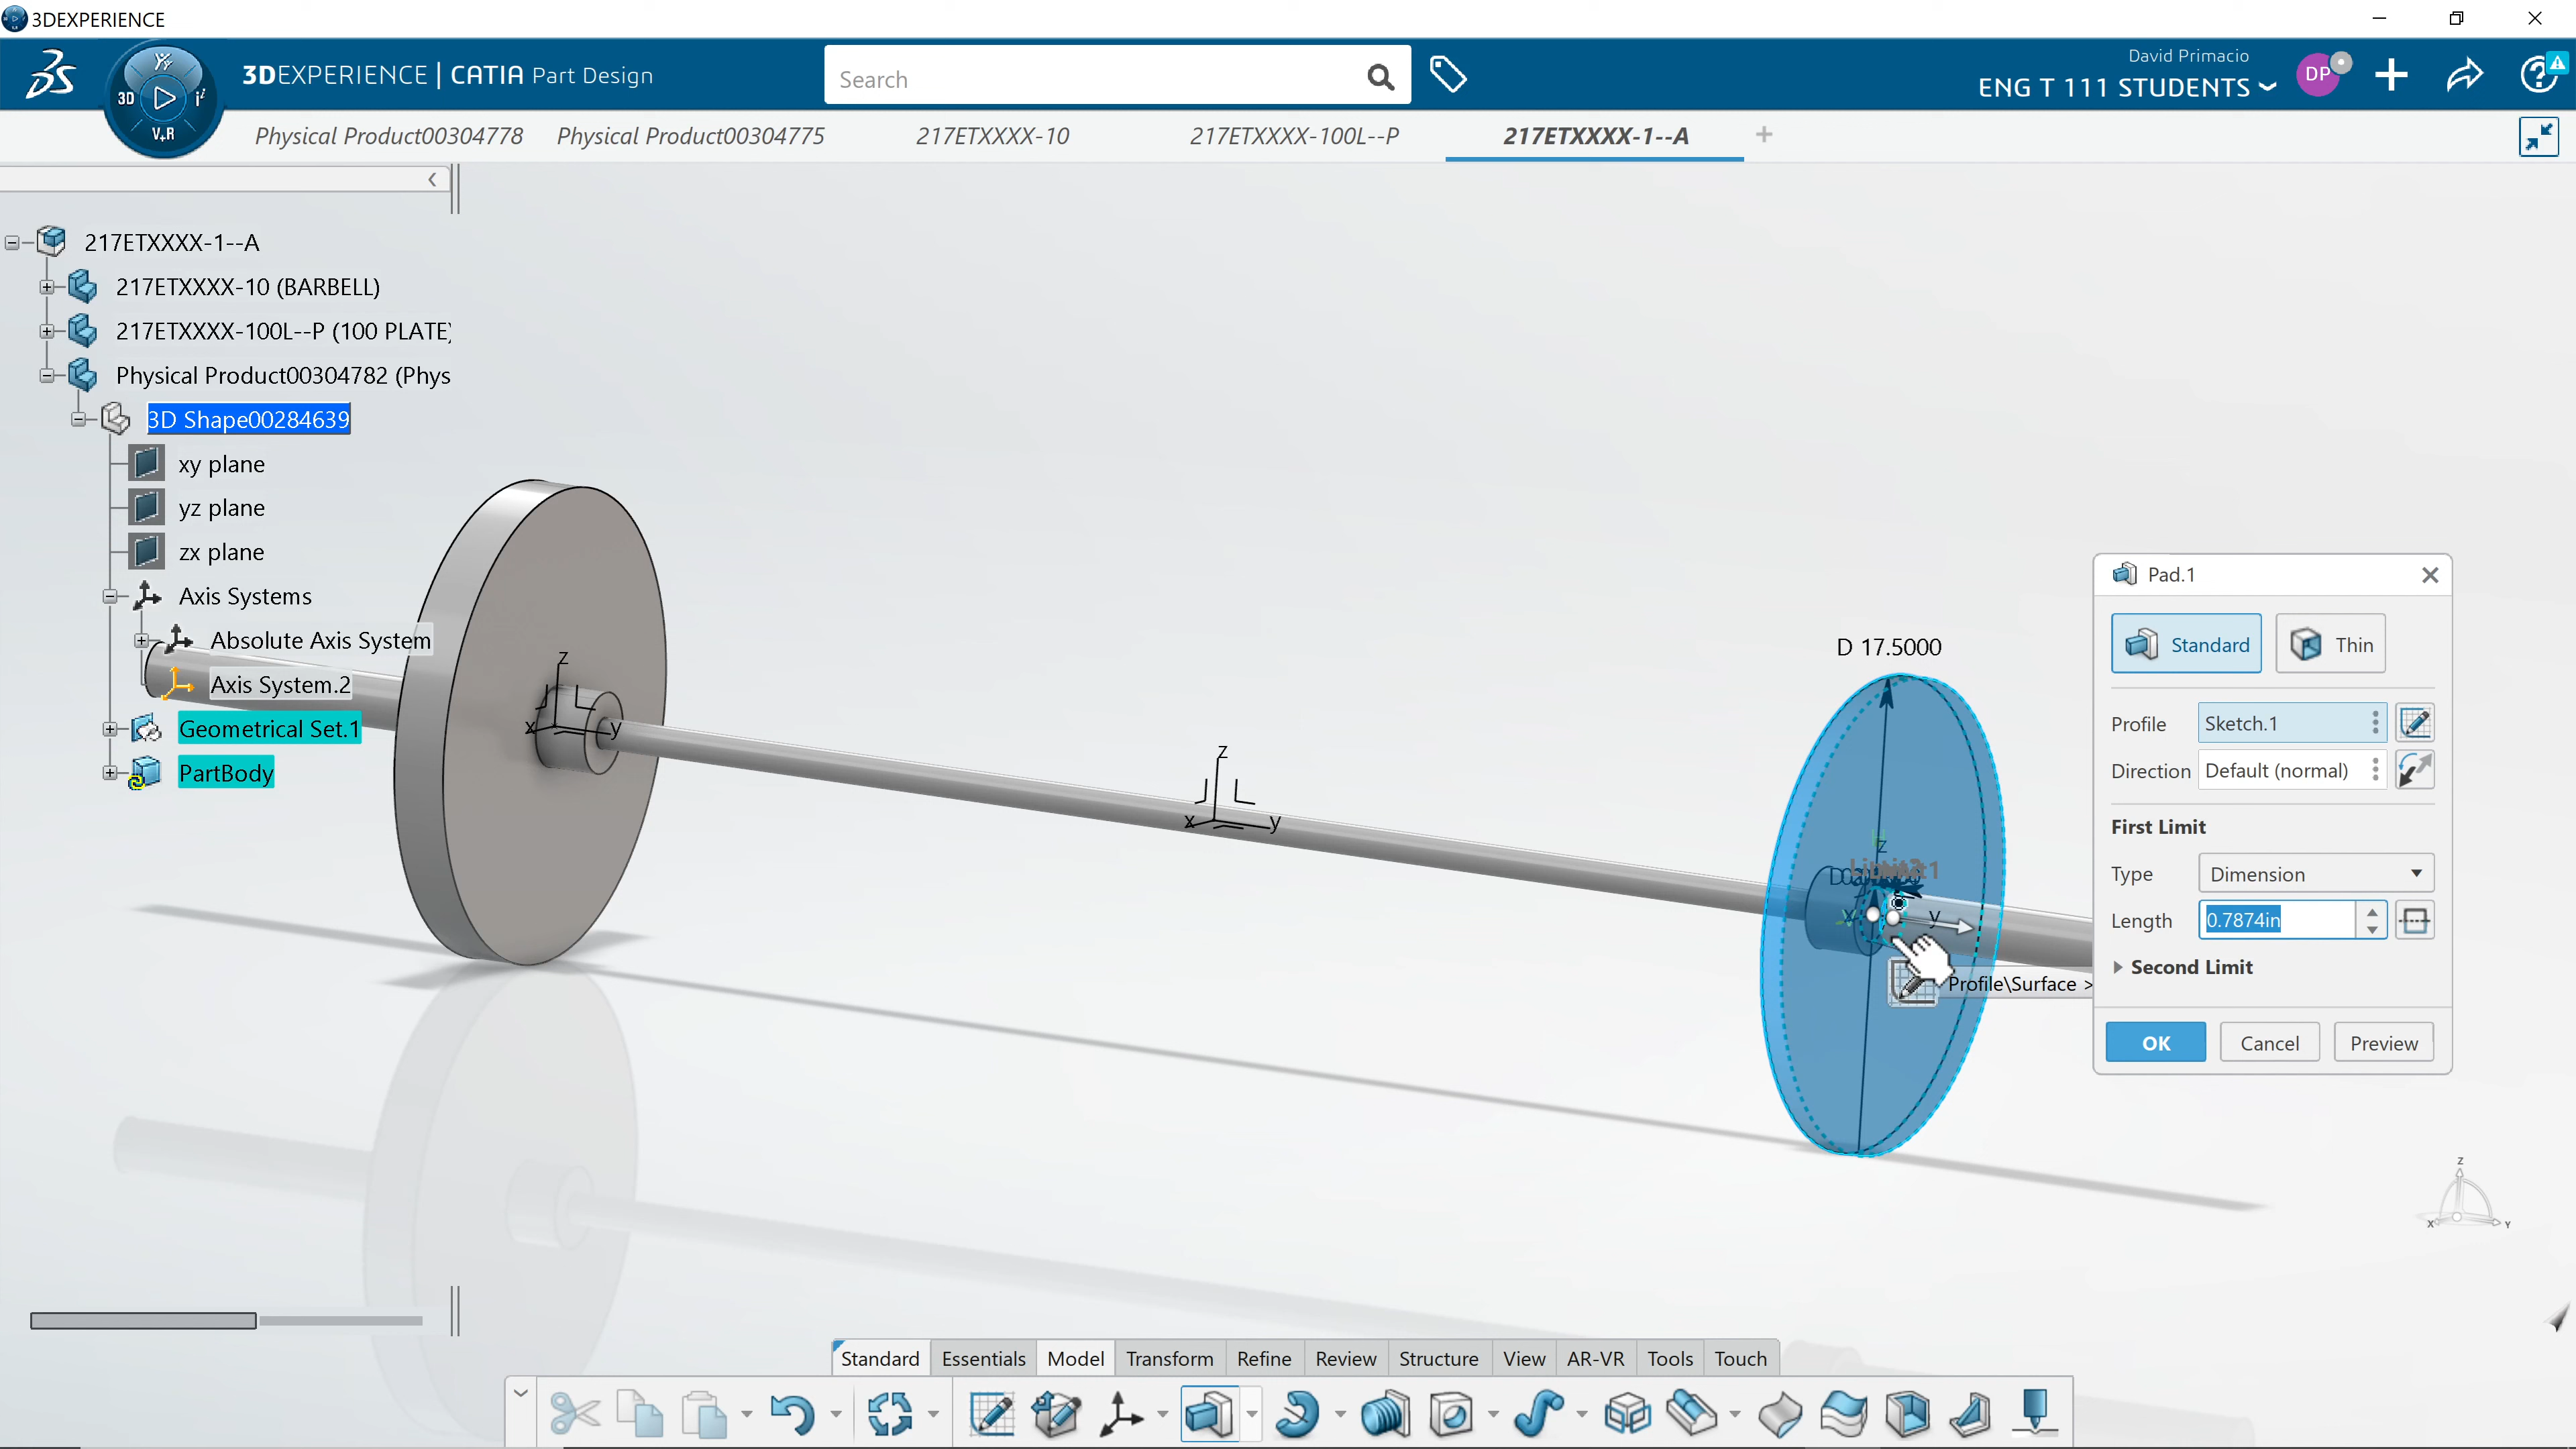 3DEXPERIENCE
3DEXPERIENCE | CATIA Part Design
3D
V+R
Search
David Primacio
ENG T 111 STUDENTS
DP
Physical Product00304778
Physical Product00304775
217ETXXXX-10
217ETXXXX-100L--P
217ETXXXX-1--A
217ETXXXX-1--A
217ETXXXX-10 (BARBELL)
217ETXXXX-100L--P (100 PLATE)
Physical Product00304782 (Phys
3D Shape00284639
xy plane
yz plane
zx plane
Axis Systems
Absolute Axis System
Axis System.2
Geometrical Set.1
PartBody
z
x
y
z
x
y
D 17.5000
z
x
y
Profile\Surface >
Pad.1
Standard
Thin
Profile
Sketch.1
Direction
Default (normal)
First Limit
Type
Dimension
Length
0.7874in
Second Limit
OK
Cancel
Preview
z
x
y
Standard
Essentials
Model
Transform
Refine
Review
Structure
View
AR-VR
Tools
Touch